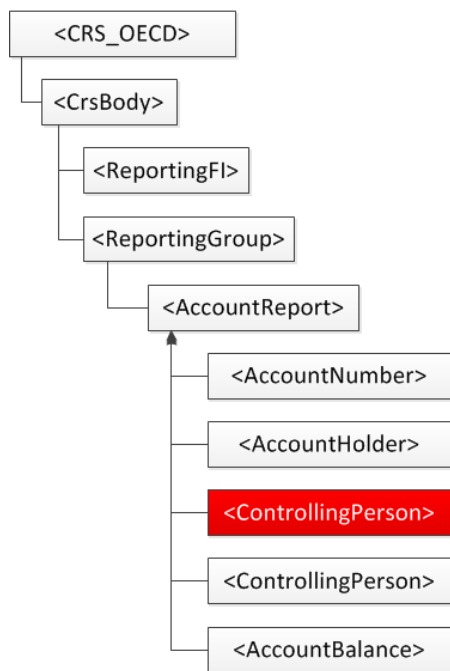 <CRS_OECD>
<CrsBody>
<ReportingFI>
<ReportingGroup>
<AccountReport>
<AccountNumber>
<AccountHolder>
<ControllingPerson>
<ControllingPerson>
<AccountBalance>